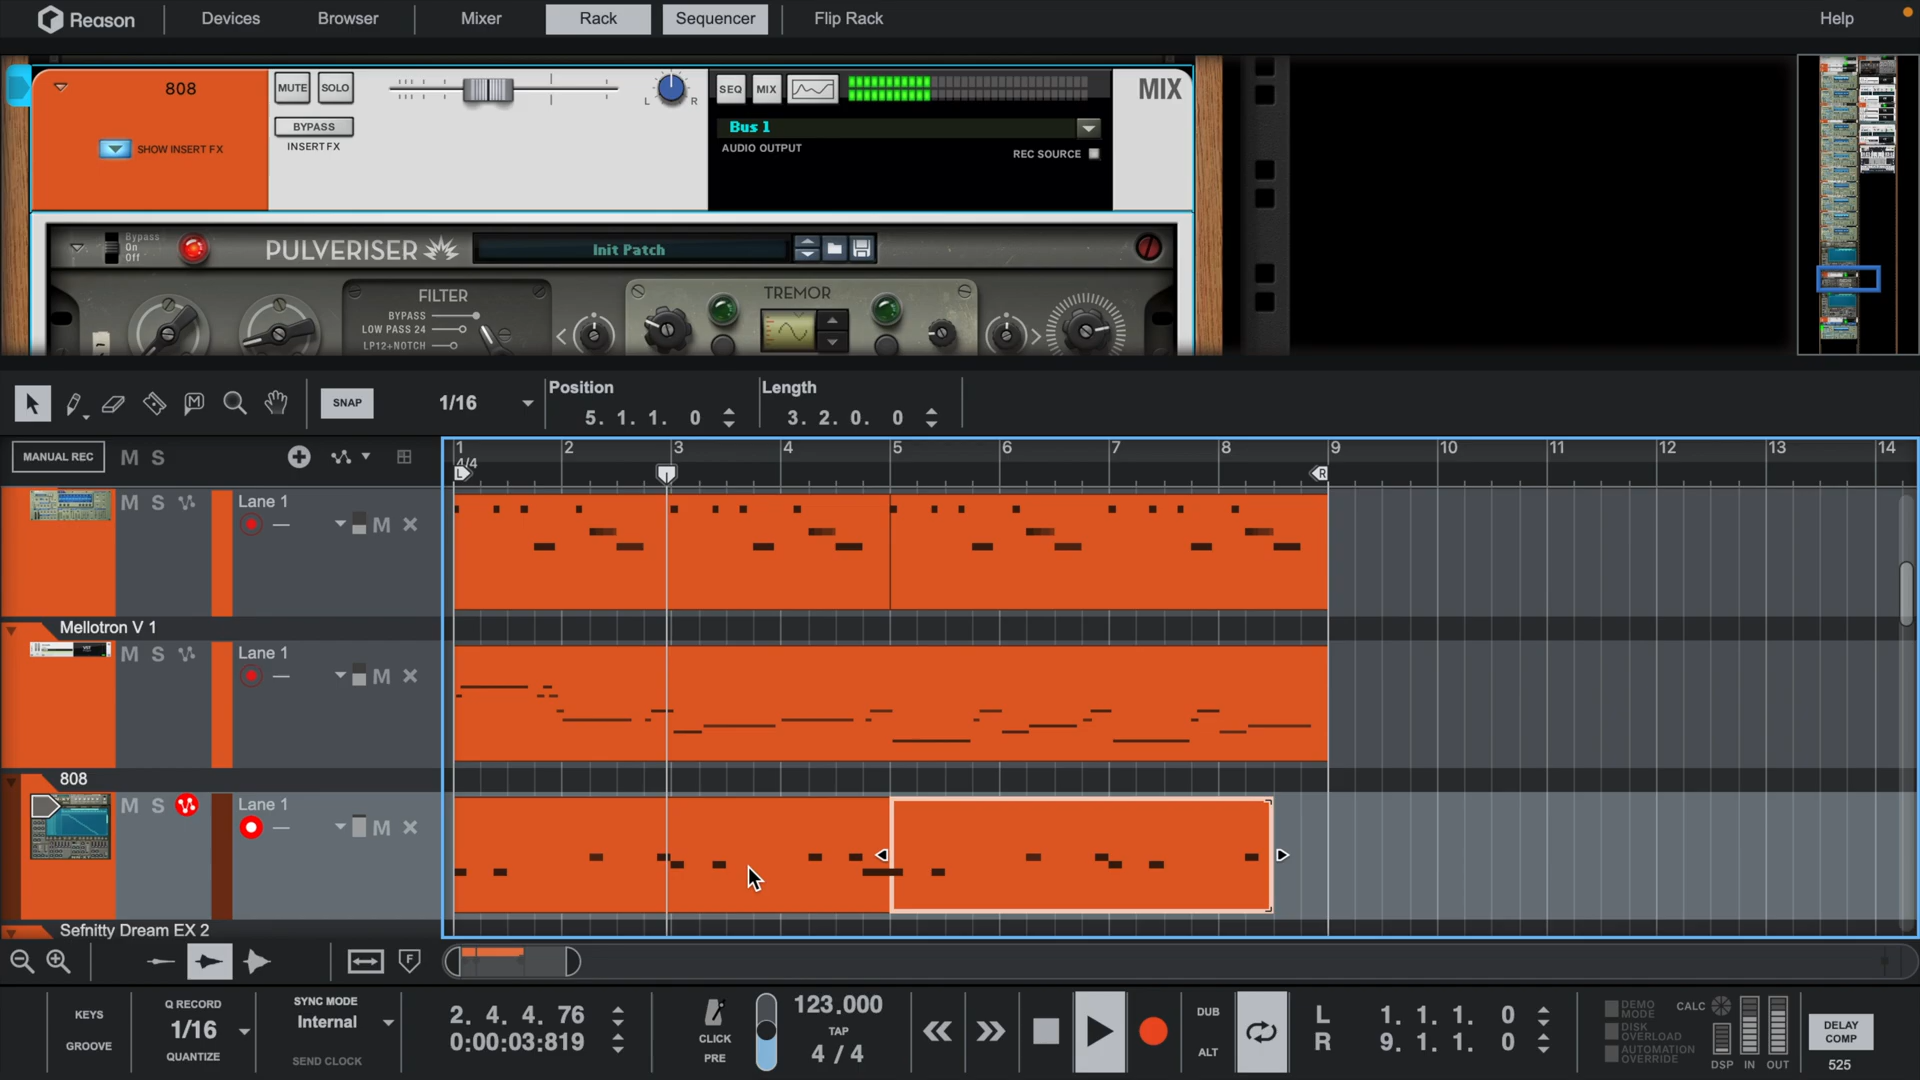 Reason Devices Browser Mixer Rack Sequencer Flip Rack Help
808 MUTE SOLO L R SEQ MIX MIX
BYPASS Bus 1
SHOW INSERT FX INSERT FX AUDIO OUTPUT REC SOURCE
Bypass
On
Off
PULVERISER Init Patch
FILTER TREMOR
BYPASS
LOW PASS 24
LP12+NOTCH
SNAP 1/16
Position Length
5. 1. 1. 0 3. 2. 0. 0
MANUAL REC M S
1 2 3 4 5 6 7 8 9 10 11 12 13 14
4/4
L R
M S Lane 1
M
Mellotron V 1
M S Lane 1
M
808
M S Lane 1
M
Sefnitty Dream EX 2
F
KEYS
GROOVE
Q RECORD
1/16
QUANTIZE
SYNC MODE
Internal
SEND CLOCK
2. 4. 4. 76
0:00:03:819
CLICK
PRE
123.000
TAP
4 / 4
DUB
ALT
L 1. 1. 1. 0
R 9. 1. 1. 0
DEMO MODE
DISK OVERLOAD
AUTOMATION OVERRIDE
CALC
DSP IN OUT
DELAY COMP
525